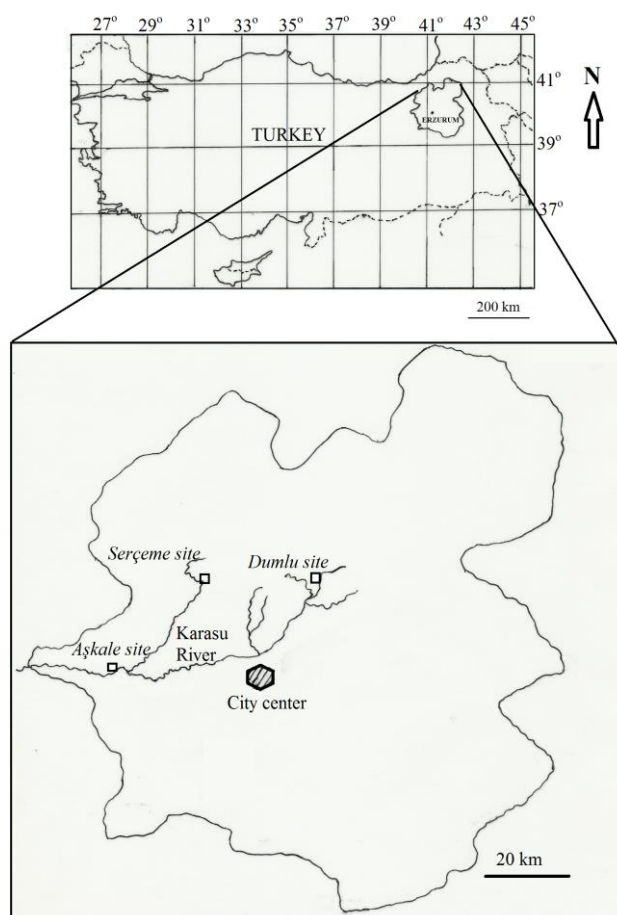 27° 29° 31° 33° 35° 37° 39° 41° 43° 45°
41°
N
ERZURUM
TURKEY
39°
37°
200 km
Serçeme site
Dumlu site
Karasu
River
Aşkale site
City center
20 km